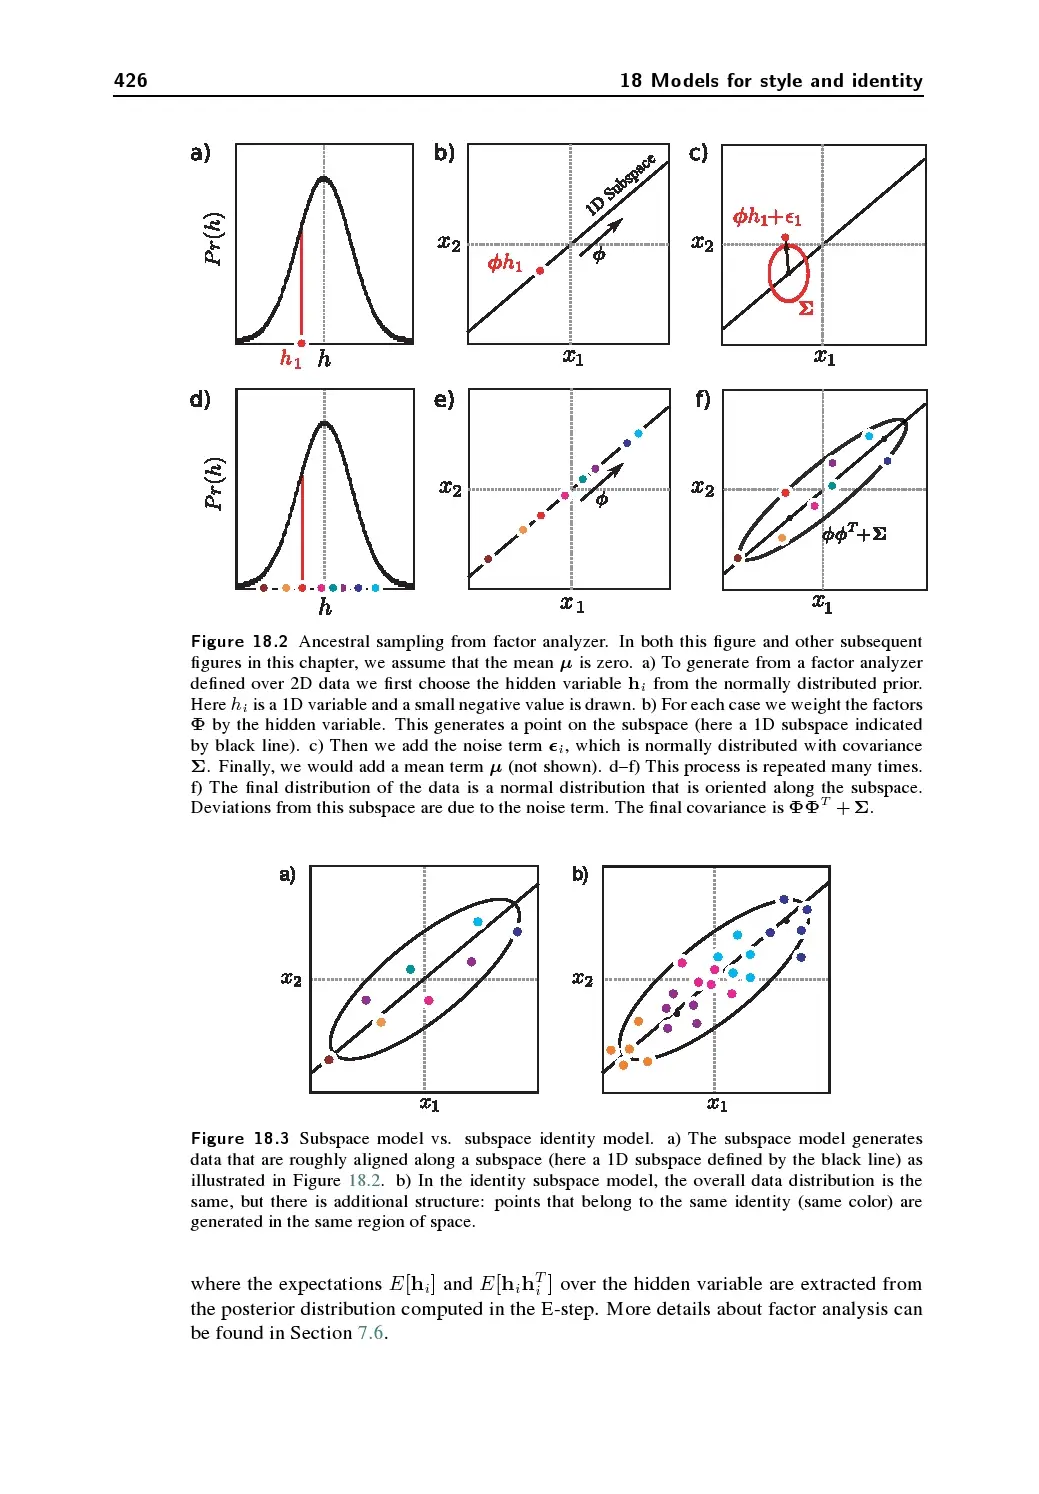 426
18 Models for style and identity
a)
Pr(h)
h₁
h
b)
x₂
ϕh₁
1D Subspace
ϕ
x₁
c)
x₂
ϕh₁+ϵ₁
Σ
x₁
d)
Pr(h)
h
e)
x₂
ϕ
x₁
f)
x₂
ϕϕᵀ+Σ
x₁
Figure 18.2 Ancestral sampling from factor analyzer. In both this figure and other subsequent
figures in this chapter, we assume that the mean μ is zero. a) To generate from a factor analyzer
defined over 2D data we first choose the hidden variable hᵢ from the normally distributed prior.
Here hᵢ is a 1D variable and a small negative value is drawn. b) For each case we weight the factors
Φ by the hidden variable. This generates a point on the subspace (here a 1D subspace indicated
by black line). c) Then we add the noise term ϵᵢ, which is normally distributed with covariance
Σ. Finally, we would add a mean term μ (not shown). d–f) This process is repeated many times.
f) The final distribution of the data is a normal distribution that is oriented along the subspace.
Deviations from this subspace are due to the noise term. The final covariance is ΦΦᵀ + Σ.
a)
x₂
x₁
b)
x₂
x₁
Figure 18.3 Subspace model vs. subspace identity model. a) The subspace model generates
data that are roughly aligned along a subspace (here a 1D subspace defined by the black line) as
illustrated in Figure 18.2. b) In the identity subspace model, the overall data distribution is the
same, but there is additional structure: points that belong to the same identity (same color) are
generated in the same region of space.
where the expectations E[hᵢ] and E[hᵢhᵢᵀ] over the hidden variable are extracted from
the posterior distribution computed in the E-step. More details about factor analysis can
be found in Section 7.6.